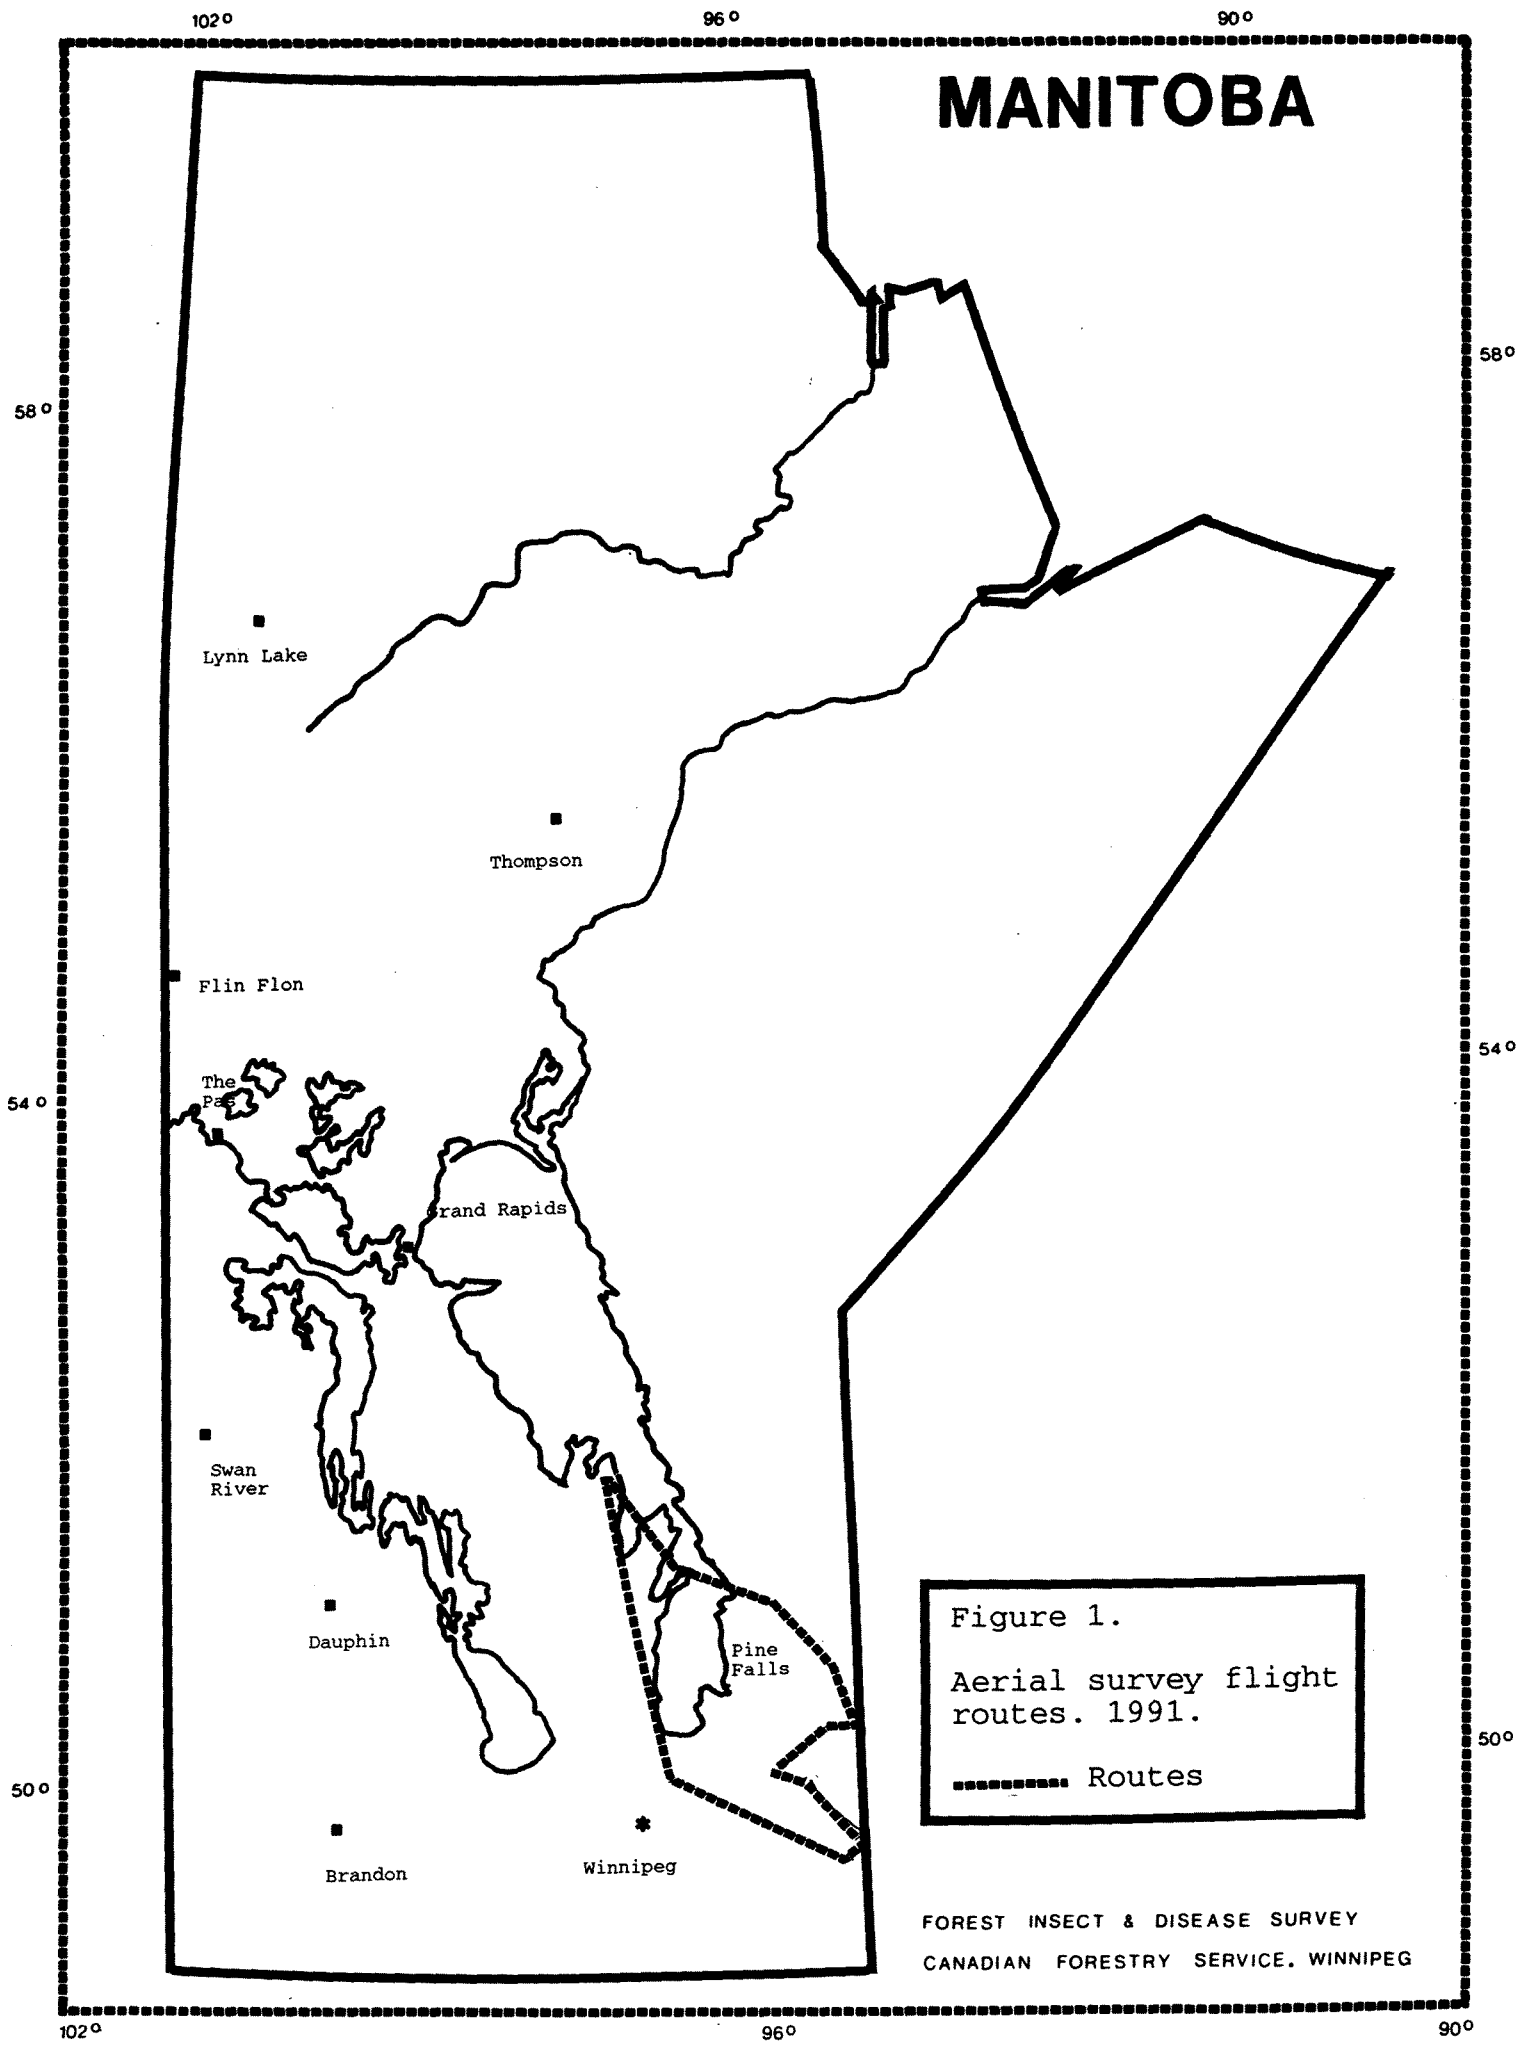 102° 96° 90°
MANITOBA
58°
58°
Lynn Lake
Thompson
Flin Flon
54°
The
Pas
54°
Grand Rapids
Swan
River
Figure 1.
Aerial survey flight
routes. 1991.
Routes
Dauphin
Pine
Falls
50°
50°
Brandon
Winnipeg
FOREST INSECT & DISEASE SURVEY
CANADIAN FORESTRY SERVICE. WINNIPEG
102° 96° 90°